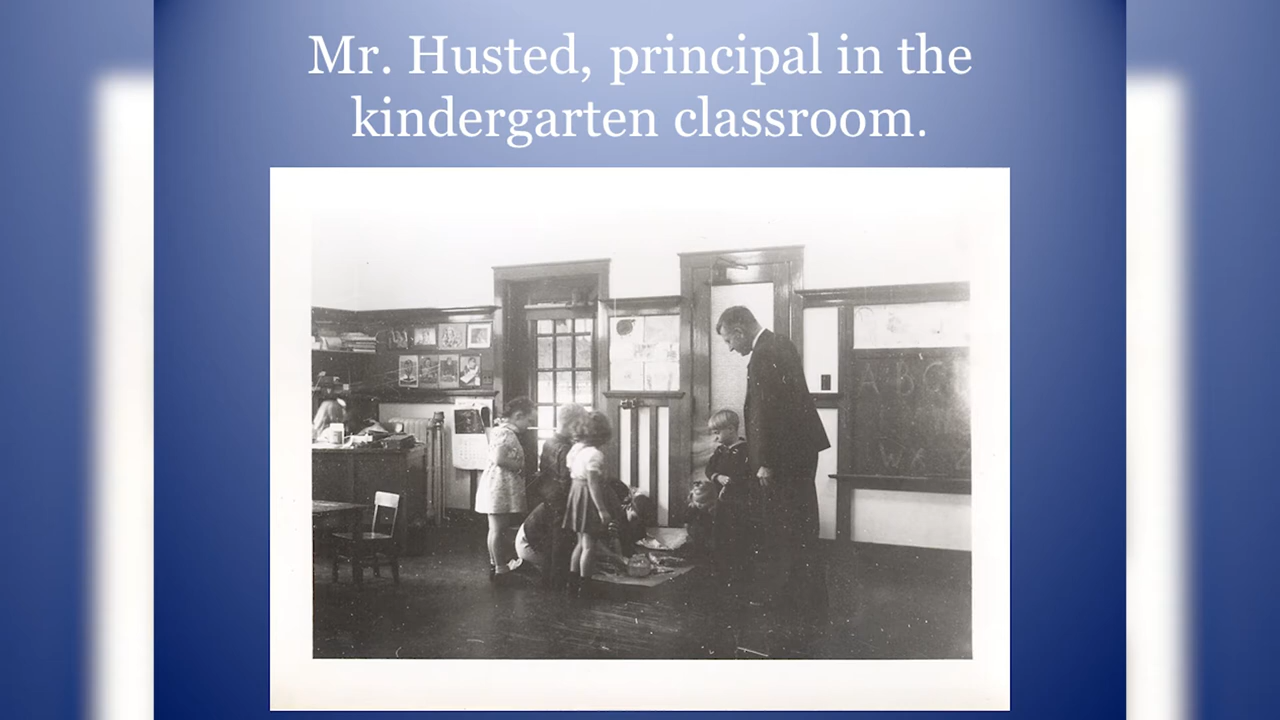 Mr. Husted, principal in the
kindergarten classroom.
A B C
W X Z